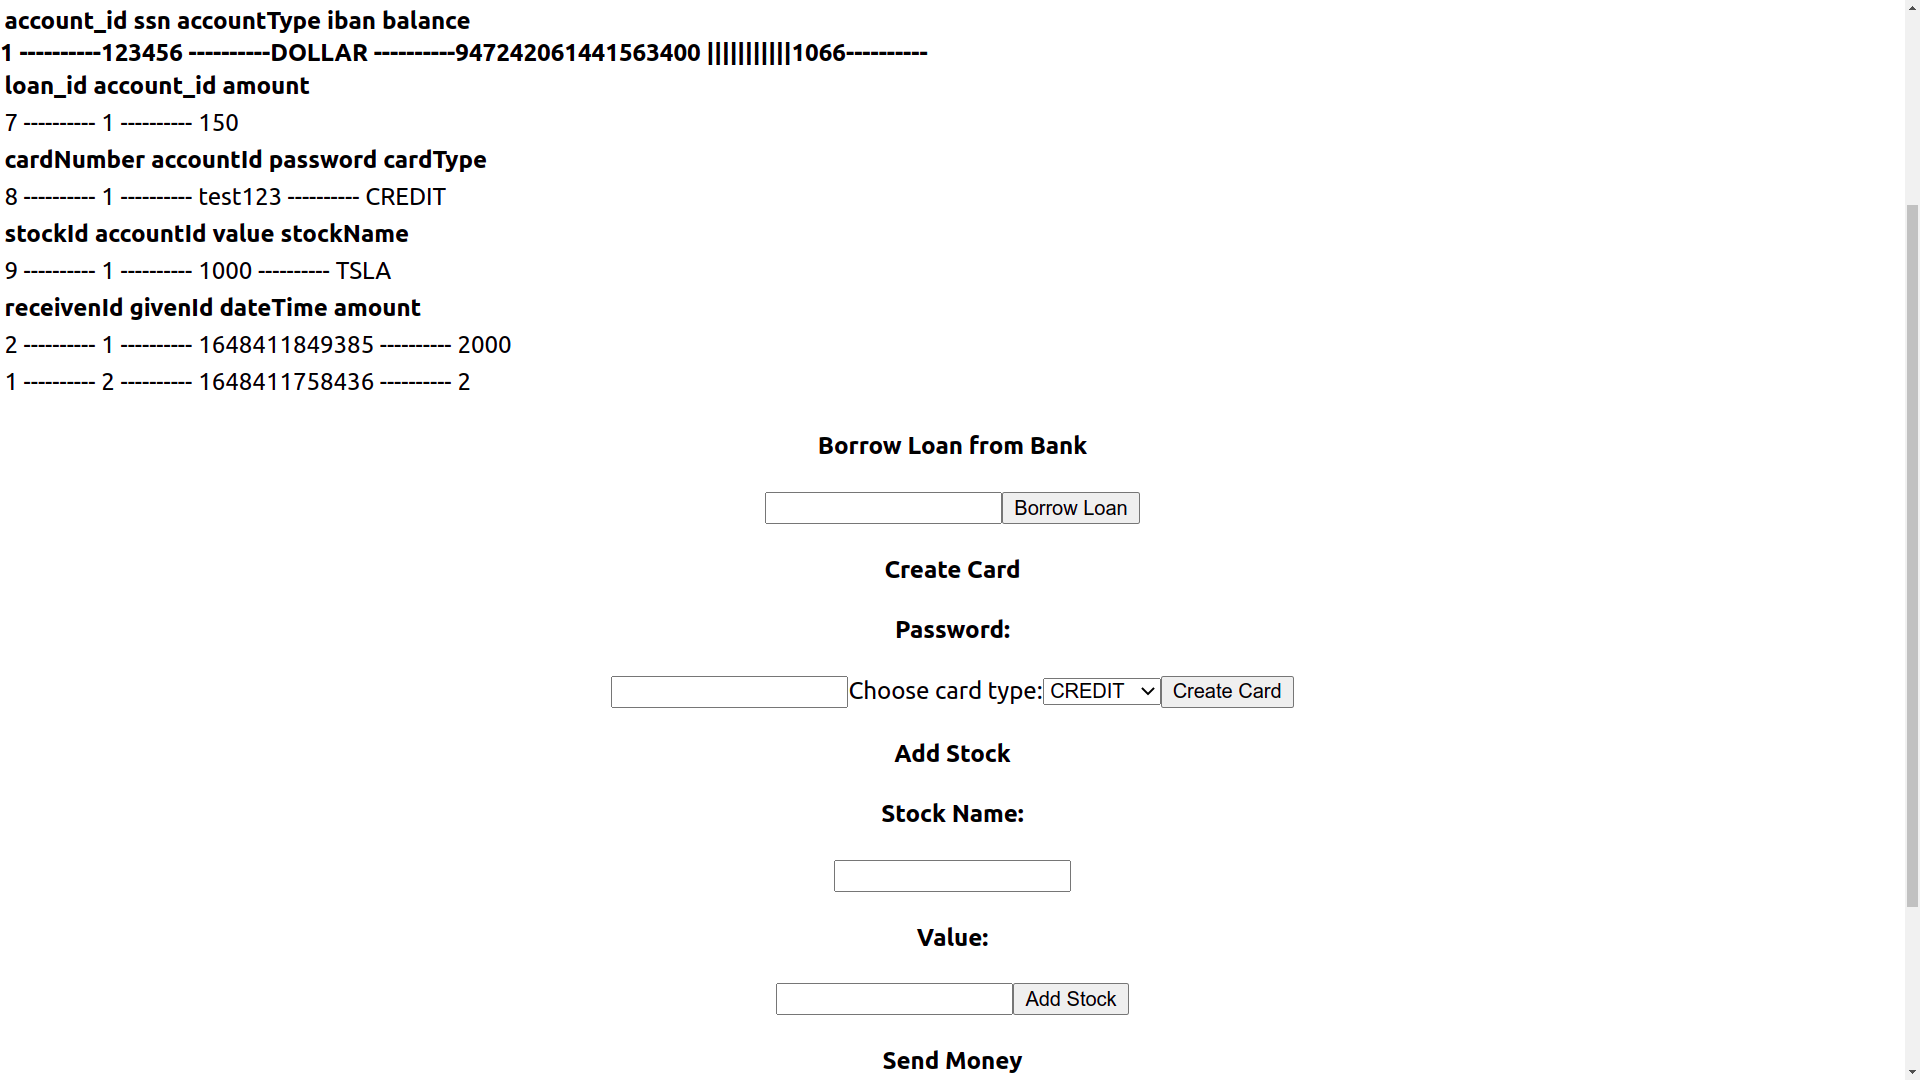 account_id ssn accountType iban balance
1 ----------123456 ----------DOLLAR ----------947242061441563400 |||||||||||1066----------
loan_id account_id amount
7 ---------- 1 ---------- 150
cardNumber accountId password cardType
8 ---------- 1 ---------- test123 ---------- CREDIT
stockId accountId value stockName
9 ---------- 1 ---------- 1000 ---------- TSLA
receivenId givenId dateTime amount
2 ---------- 1 ---------- 1648411849385 ---------- 2000
1 ---------- 2 ---------- 1648411758436 ---------- 2
Borrow Loan from Bank
Borrow Loan
Create Card
Password:
Choose card type: CREDIT Create Card
Add Stock
Stock Name:
Value:
Add Stock
Send Money